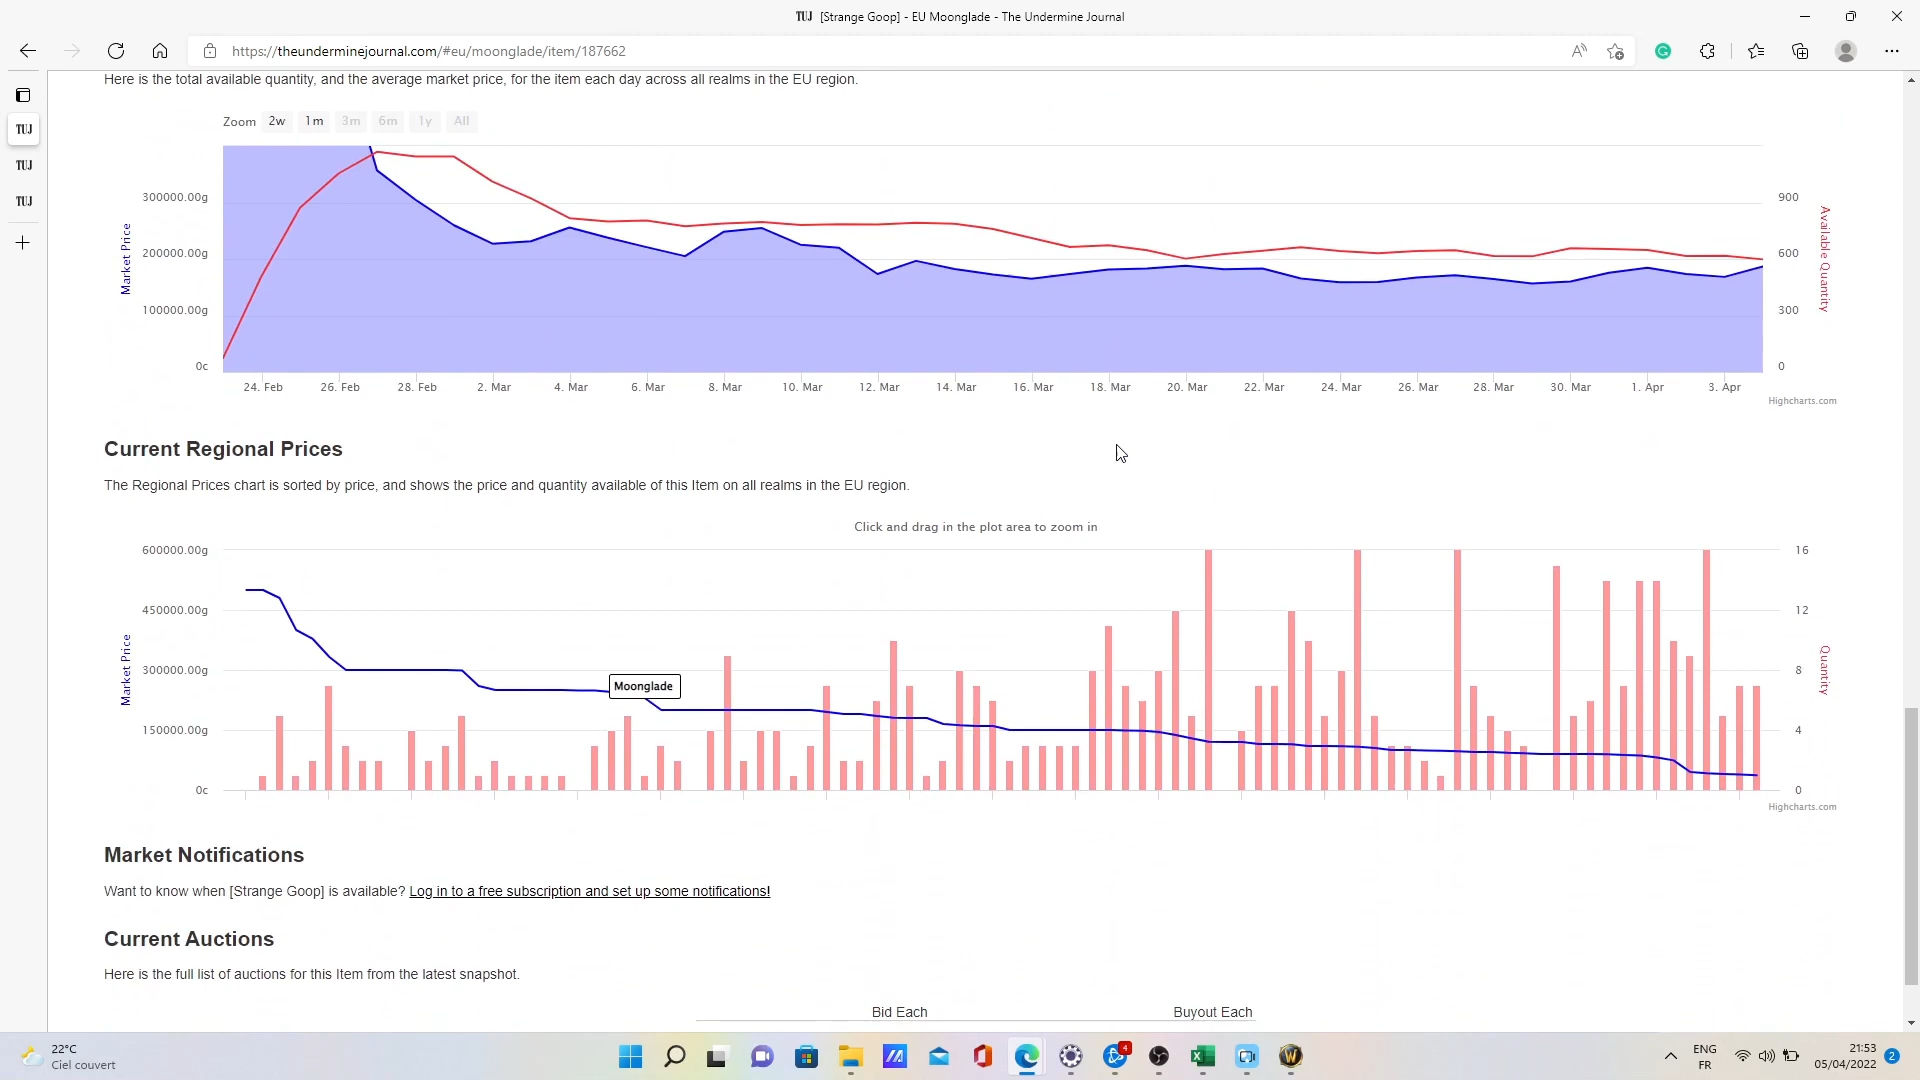 TUJ [Strange Goop] - EU Moonglade - The Undermine Journal
https://theunderminejournal.com/#eu/moonglade/item/187662
TUJ
TUJ
TUJ
Here is the total available quantity, and the average market price, for the item each day across all realms in the EU region.
Zoom 2w 1m 3m 6m 1y All
Market Price
300000.00g
200000.00g
100000.00g
0c
900
600
300
0
Available Quantity
24. Feb 26. Feb 28. Feb 2. Mar 4. Mar 6. Mar 8. Mar 10. Mar 12. Mar 14. Mar 16. Mar 18. Mar 20. Mar 22. Mar 24. Mar 26. Mar 28. Mar 30. Mar 1. Apr 3. Apr
Highcharts.com
Current Regional Prices
The Regional Prices chart is sorted by price, and shows the price and quantity available of this Item on all realms in the EU region.
Click and drag in the plot area to zoom in
Market Price
600000.00g
450000.00g
300000.00g
150000.00g
0c
Moonglade
16
12
8
4
0
Quantity
Highcharts.com
Market Notifications
Want to know when [Strange Goop] is available? Log in to a free subscription and set up some notifications!
Current Auctions
Here is the full list of auctions for this Item from the latest snapshot.
Bid Each Buyout Each
22°C
Ciel couvert
4
ENG
FR
21:53
05/04/2022
2